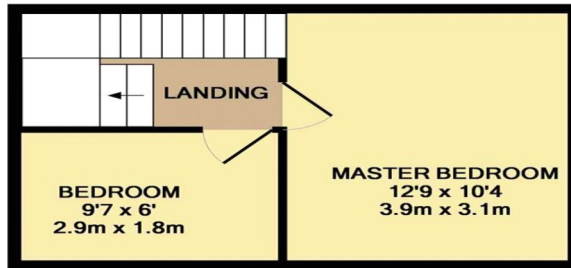 LANDING
MASTER BEDROOM
12'9 x 10'4
3.9m x 3.1m
BEDROOM
9'7 x 6'
2.9m x 1.8m